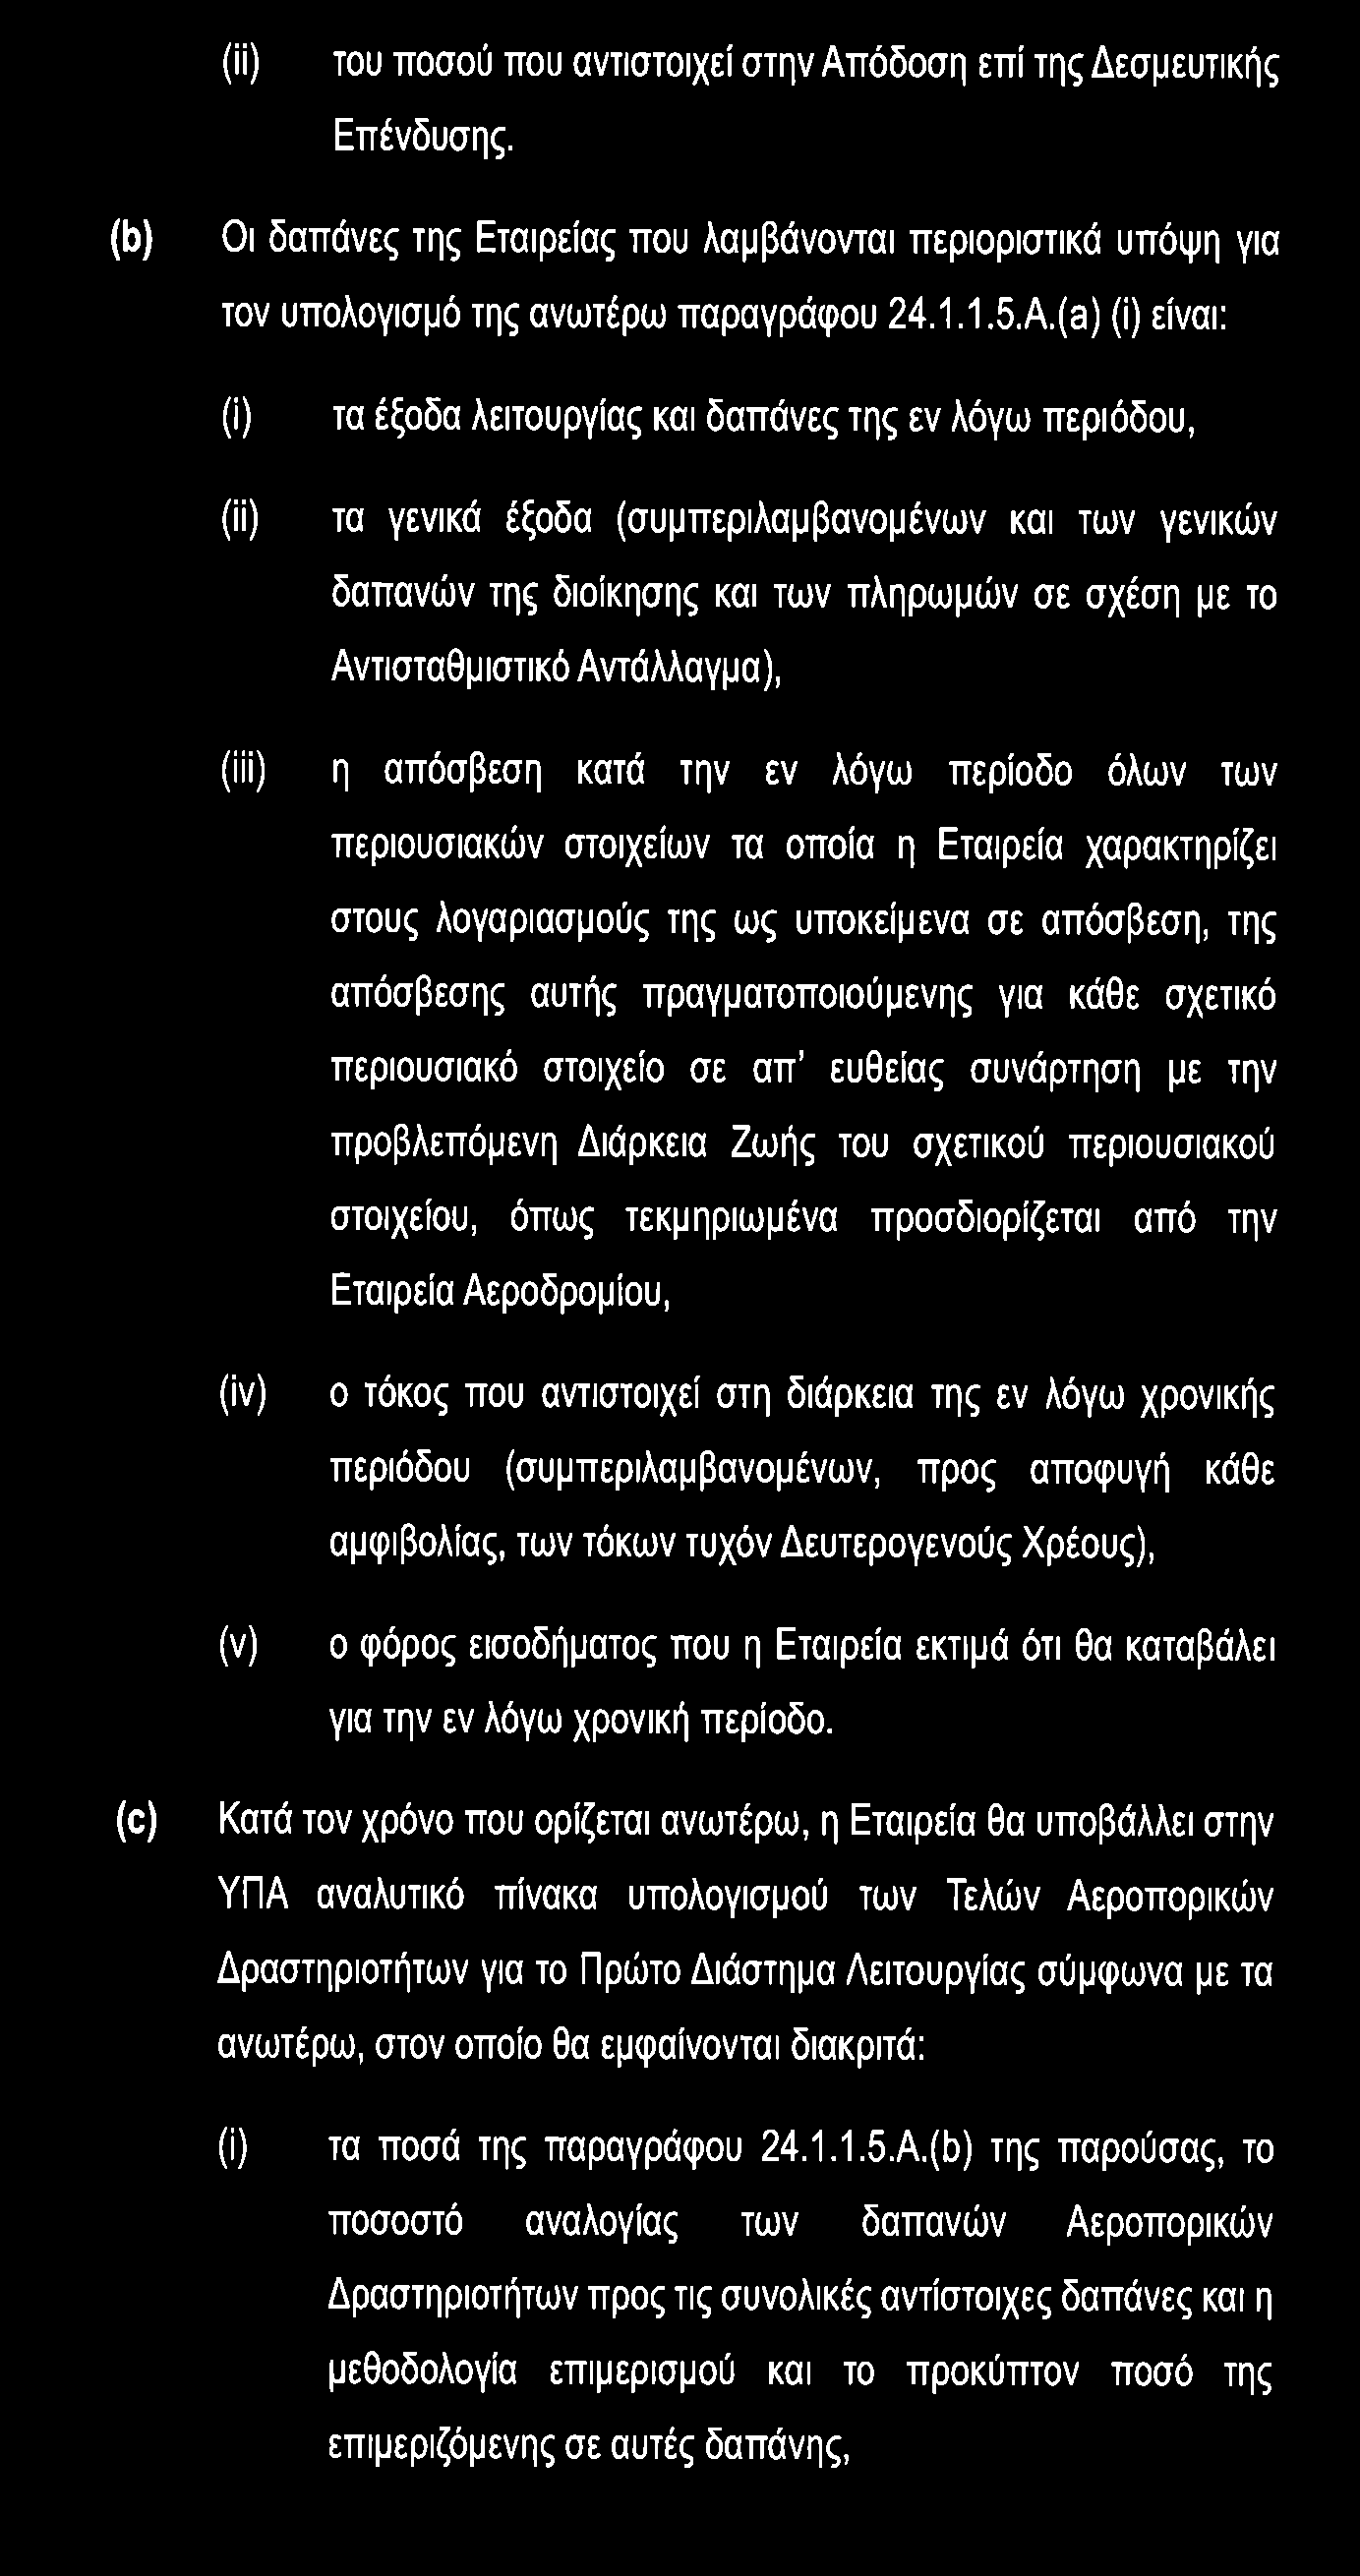 (ii) του ποσού που αντιστοιχεί στην Απόδοση επί της Δεσμευτικής
Επένδυσης.
(b) Οι δαπάνες της Εταιρείας που λαμβάνονται περιοριστικά υπόψη για
τον υπολογισμό της ανωτέρω παραγράφου 24.1.1.5.Α.(a) (i) είναι:
(i) τα έξοδα λειτουργίας και δαπάνες της εν λόγω περιόδου,
(ii) τα γενικά έξοδα (συμπεριλαμβανομένων και των γενικών
δαπανών της διοίκησης και των πληρωμών σε σχέση με το
Αντισταθμιστικό Αντάλλαγμα),
(iii) η απόσβεση κατά την εν λόγω περίοδο όλων των
περιουσιακών στοιχείων τα οποία η Εταιρεία χαρακτηρίζει
στους λογαριασμούς της ως υποκείμενα σε απόσβεση, της
απόσβεσης αυτής πραγματοποιούμενης για κάθε σχετικό
περιουσιακό στοιχείο σε απ’ ευθείας συνάρτηση με την
προβλεπόμενη Διάρκεια Ζωής του σχετικού περιουσιακού
στοιχείου, όπως τεκμηριωμένα προσδιορίζεται από την
Εταιρεία Αεροδρομίου,
(iv) ο τόκος που αντιστοιχεί στη διάρκεια της εν λόγω χρονικής
περιόδου (συμπεριλαμβανομένων, προς αποφυγή κάθε
αμφιβολίας, των τόκων τυχόν Δευτερογενούς Χρέους),
(v) ο φόρος εισοδήματος που η Εταιρεία εκτιμά ότι θα καταβάλει
για την εν λόγω χρονική περίοδο.
(c) Κατά τον χρόνο που ορίζεται ανωτέρω, η Εταιρεία θα υποβάλλει στην
ΥΠΑ αναλυτικό πίνακα υπολογισμού των Τελών Αεροπορικών
Δραστηριοτήτων για το Πρώτο Διάστημα Λειτουργίας σύμφωνα με τα
ανωτέρω, στον οποίο θα εμφαίνονται διακριτά:
(i) τα ποσά της παραγράφου 24.1.1.5.Α.(b) της παρούσας, το
ποσοστό αναλογίας των δαπανών Αεροπορικών
Δραστηριοτήτων προς τις συνολικές αντίστοιχες δαπάνες και η
μεθοδολογία επιμερισμού και το προκύπτον ποσό της
επιμεριζόμενης σε αυτές δαπάνης,